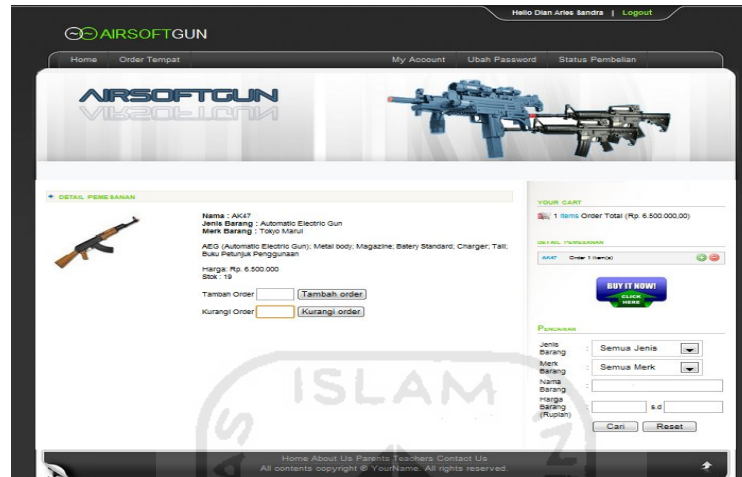 Hello Dian Aries Sandra | Logout
AIRSOFTGUN
Home Order Tempat My Account Ubah Password Status Pembelian
AIRSOFTGUN
DETAIL PEMESANAN
Nama : AK47
Jenis Barang : Automatic Electric Gun
Merk Barang : Tokyo Marui
AEG (Automatic Electric Gun); Metal body; Magazine; Batery Standard; Charger; Tali;
Buku Petunjuk Penggunaan
Harga: Rp. 6.500.000
Stok : 19
Tambah Order Tambah order
Kurangi Order Kurangi order
YOUR CART
1 Items Order Total (Rp. 6.500.000,00)
DETAIL PEMESANAN
AK47 Order 1 Item(s)
BUY IT NOW!
CLICK
HERE
PENCARIAN
Jenis
Barang : Semua Jenis
Merk
Barang : Semua Merk
Nama
Barang :
Harga
Barang : s.d
(Rupiah)
Cari Reset
ISLAM
Home About Us Parents Teachers Contact Us
All contents copyright © YourName. All rights reserved.